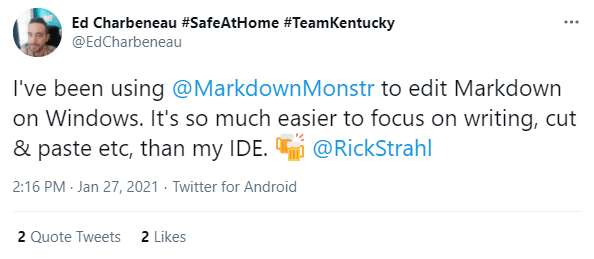 Ed Charbeneau #SafeAtHome #TeamKentucky
@EdCharbeneau
I've been using @MarkdownMonstr to edit Markdown
on Windows. It's so much easier to focus on writing, cut
& paste etc, than my IDE. 🍻 @RickStrahl
2:16 PM · Jan 27, 2021 · Twitter for Android
2 Quote Tweets 2 Likes